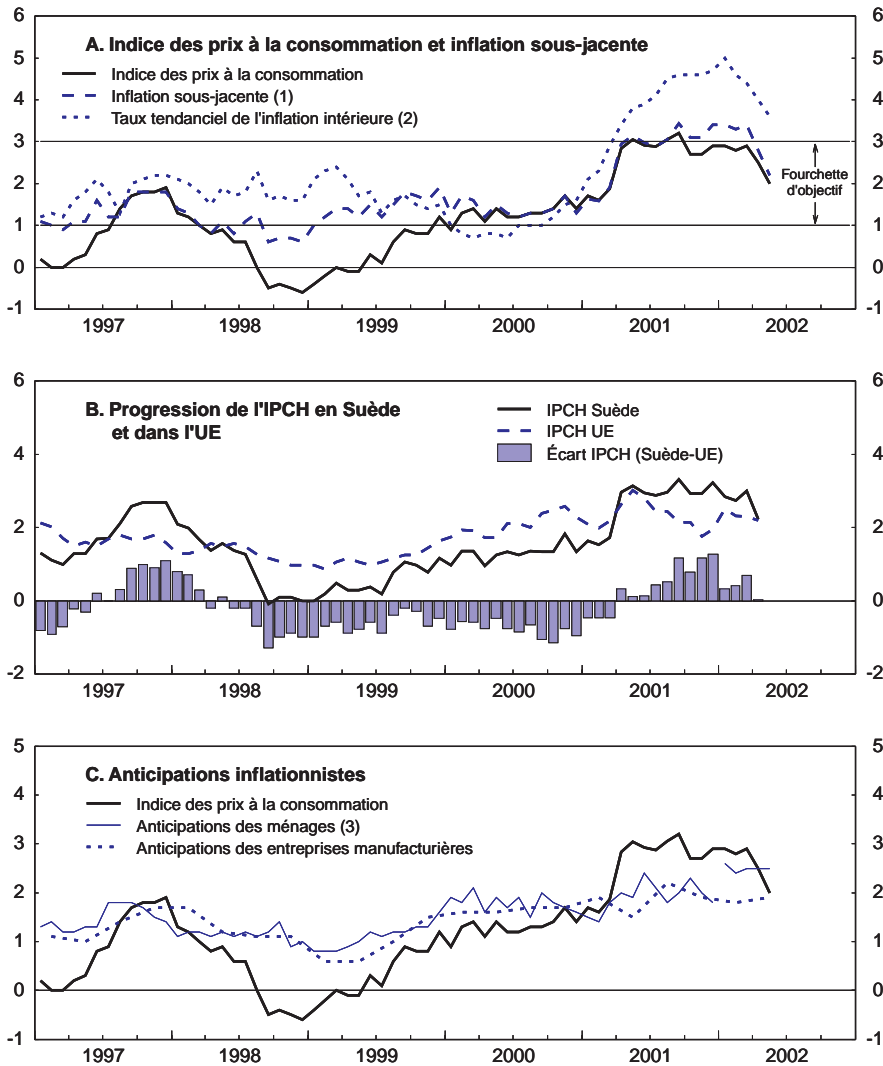 A. Indice des prix à la consommation et inflation sous-jacente
Indice des prix à la consommation
Inflation sous-jacente (1)
Taux tendanciel de l'inflation intérieure (2)
Fourchette
d'objectif
6 6
5 5
4 4
3 3
2 2
1 1
0 0
-1 -1
1997 1998 1999 2000 2001 2002
B. Progression de l'IPCH en Suède
et dans l'UE
IPCH Suède
IPCH UE
Écart IPCH (Suède-UE)
6 6
4 4
2 2
0 0
-2 -2
1997 1998 1999 2000 2001 2002
C. Anticipations inflationnistes
Indice des prix à la consommation
Anticipations des ménages (3)
Anticipations des entreprises manufacturières
5 5
4 4
3 3
2 2
1 1
0 0
-1 -1
1997 1998 1999 2000 2001 2002